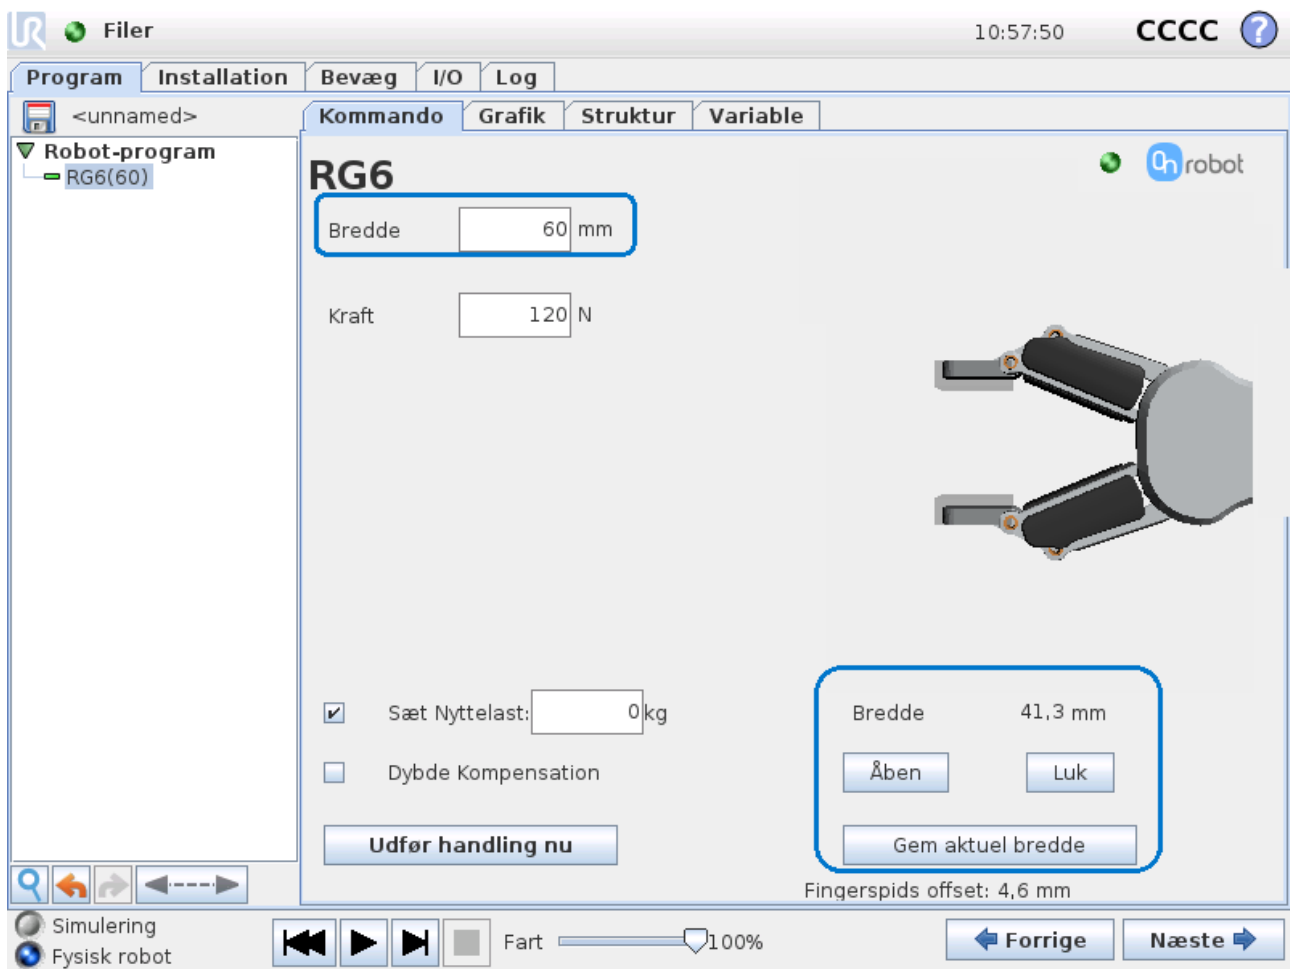 Filer
10:57:50
CCCC
?
Program
Installation
Bevæg
I/O
Log
<unnamed>
Kommando
Grafik
Struktur
Variable
Robot-program
RG6(60)
RG6
On robot
Bredde 60 mm
Kraft 120 N
Sæt Nyttelast: 0 kg
Bredde 41,3 mm
Dybde Kompensation
Åben
Luk
Udfør handling nu
Gem aktuel bredde
Fingerspids offset: 4,6 mm
Simulering
Fysisk robot
Fart 100%
Forrige
Næste